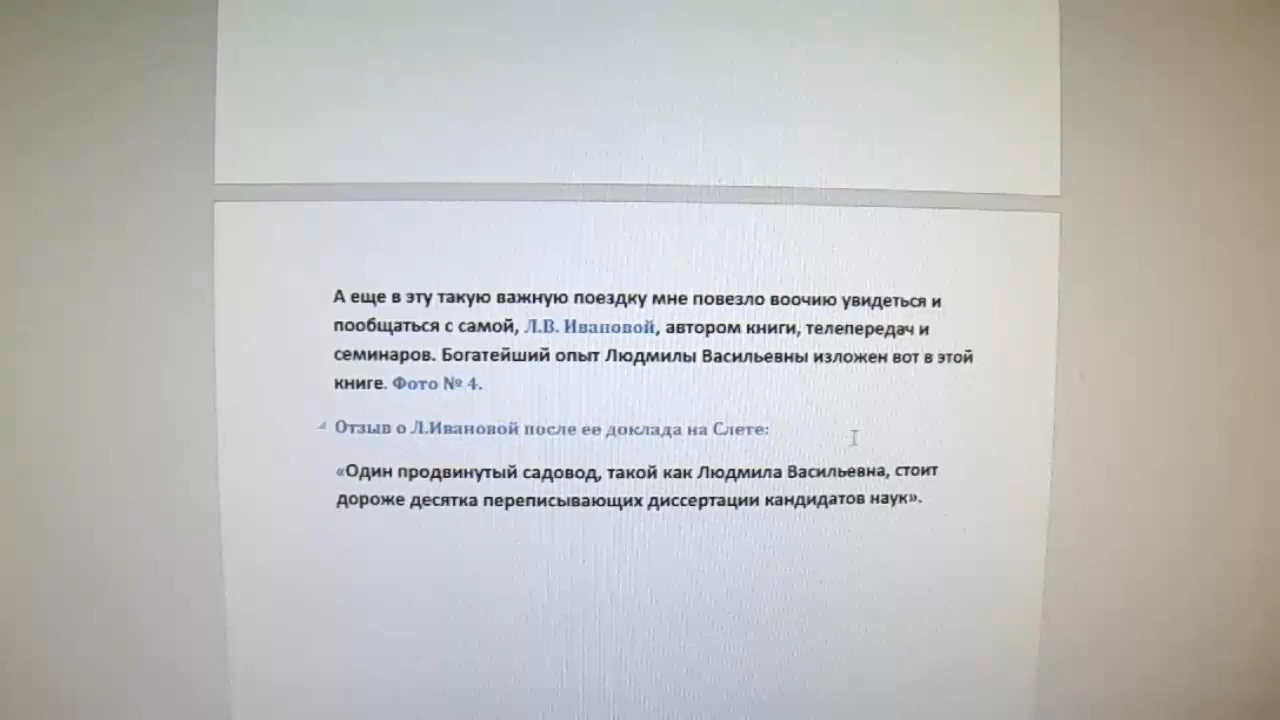 А еще в эту такую важную поездку мне повезло воочию увидеться и
пообщаться с самой, Л.В. Ивановой, автором книги, телепередач и
семинаров. Богатейший опыт Людмилы Васильевны изложен вот в этой
книге. Фото № 4.
Отзыв о Л.Ивановой после ее доклада на Слете:
«Один продвинутый садовод, такой как Людмила Васильевна, стоит
дороже десятка переписывающих диссертации кандидатов наук».